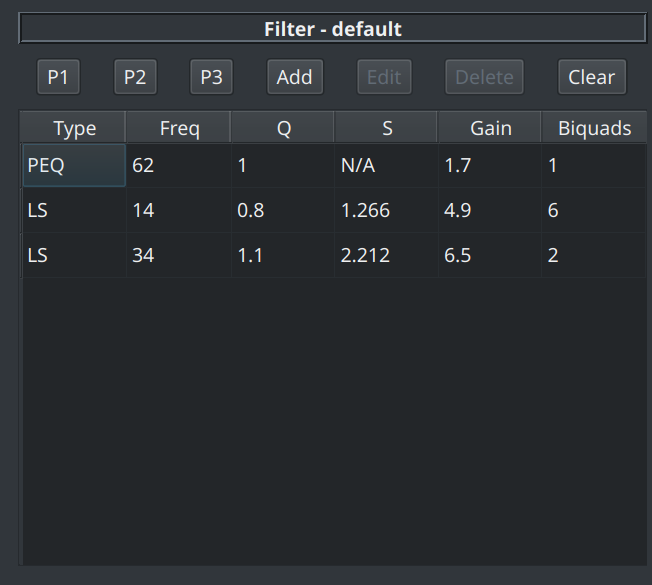 Filter - default
P1 P2 P3 Add Edit Delete Clear
Type Freq Q S Gain Biquads
PEQ 62 1 N/A 1.7 1
LS 14 0.8 1.266 4.9 6
LS 34 1.1 2.212 6.5 2